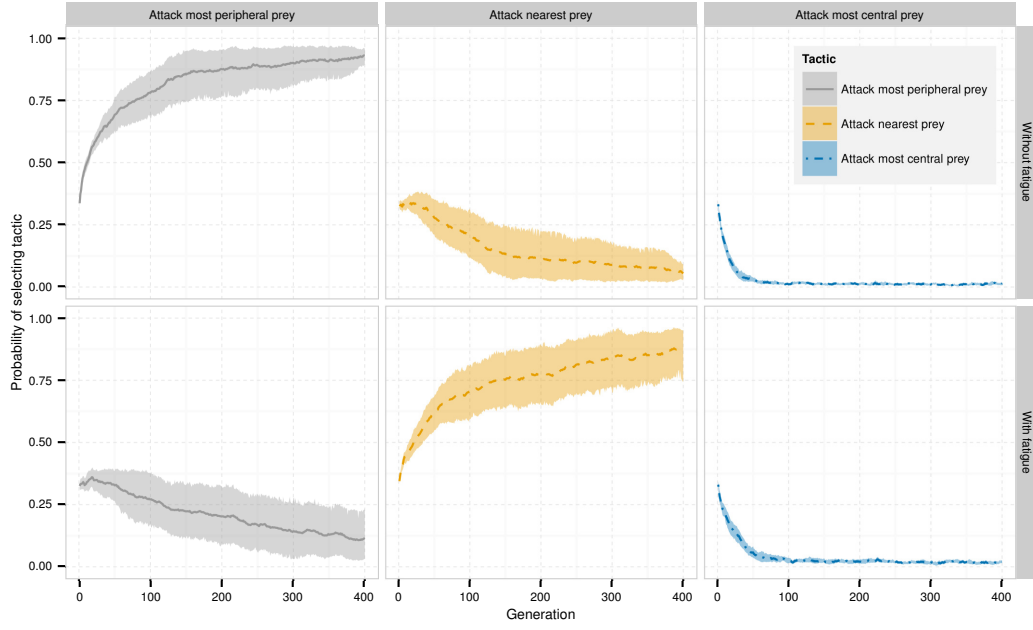 Attack most peripheral prey
Attack nearest prey
Attack most central prey
1.00
0.75
0.50
0.25
0.00
Tactic
Attack most peripheral prey
Attack nearest prey
Attack most central prey
Without fatigue
Probability of selecting tactic
1.00
0.75
0.50
0.25
0.00
With fatigue
0 100 200 300 400
0 100 200 300 400
0 100 200 300 400
Generation